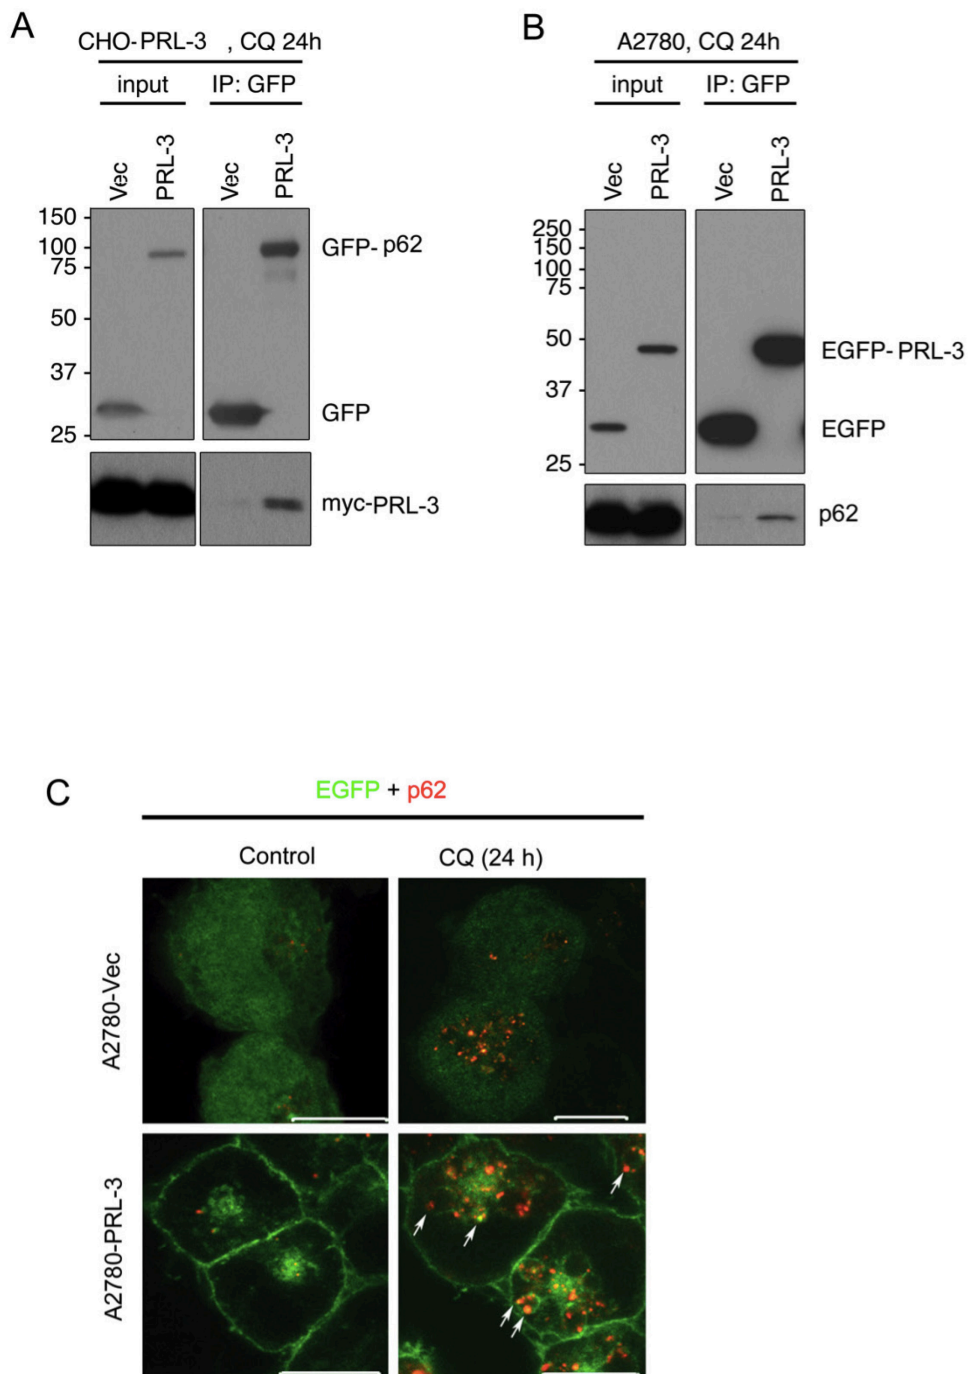 A
CHO-PRL-3 , CQ 24h
input IP: GFP
Vec PRL-3 Vec PRL-3
150
100
75
50
37
25
GFP- p62
GFP
myc-PRL-3
B
A2780, CQ 24h
input IP: GFP
Vec PRL-3 Vec PRL-3
250
150
100
75
50
37
25
EGFP-PRL-3
EGFP
p62
C
EGFP + p62
Control CQ (24 h)
A2780-Vec
A2780-PRL-3